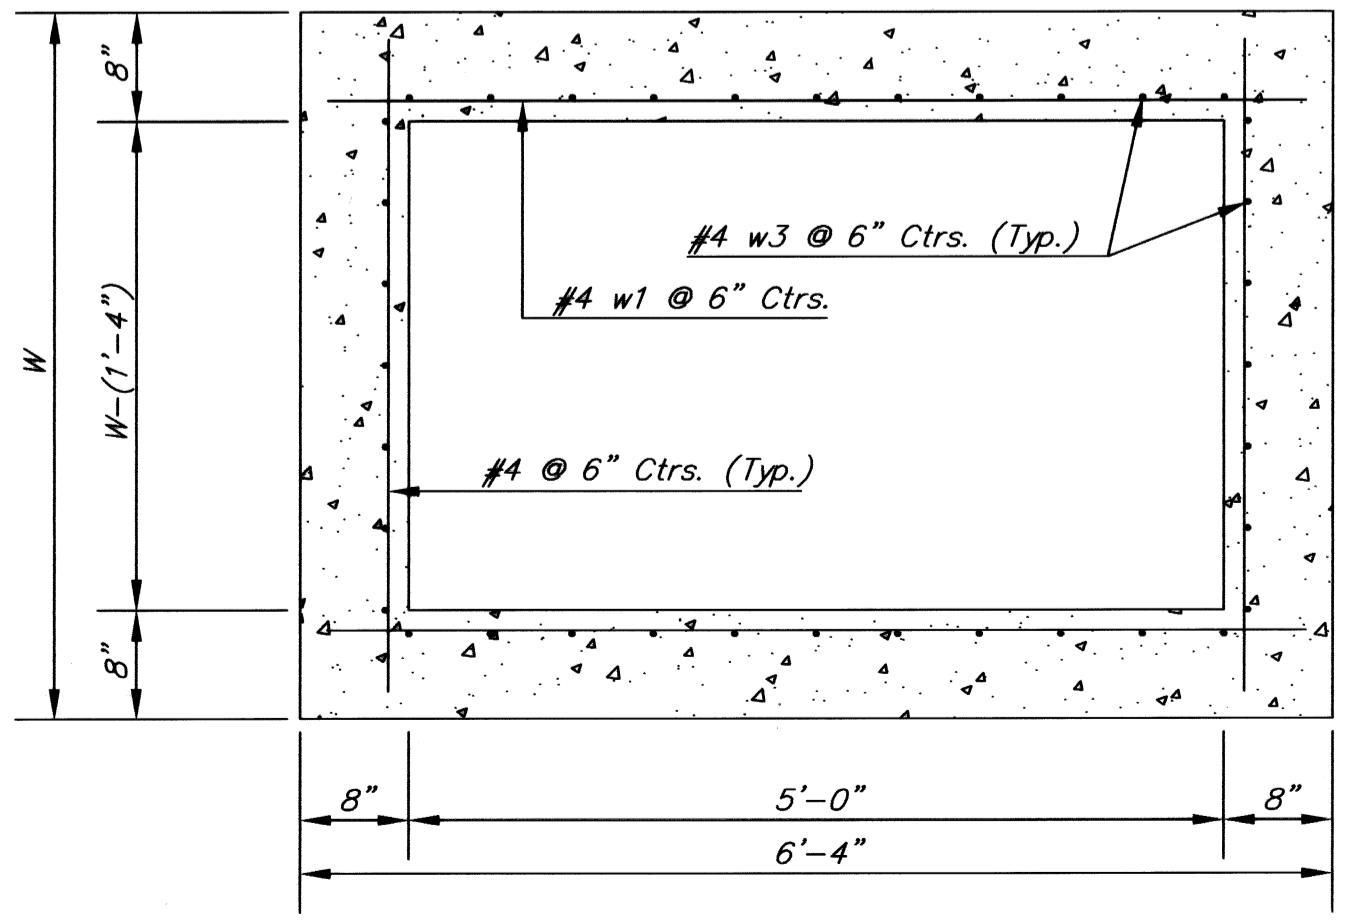 8”
W
W-(1’-4”)
8”
#4 w3 @ 6” Ctrs. (Typ.)
#4 w1 @ 6” Ctrs.
#4 @ 6” Ctrs. (Typ.)
8”
5’-0”
8”
6’-4”